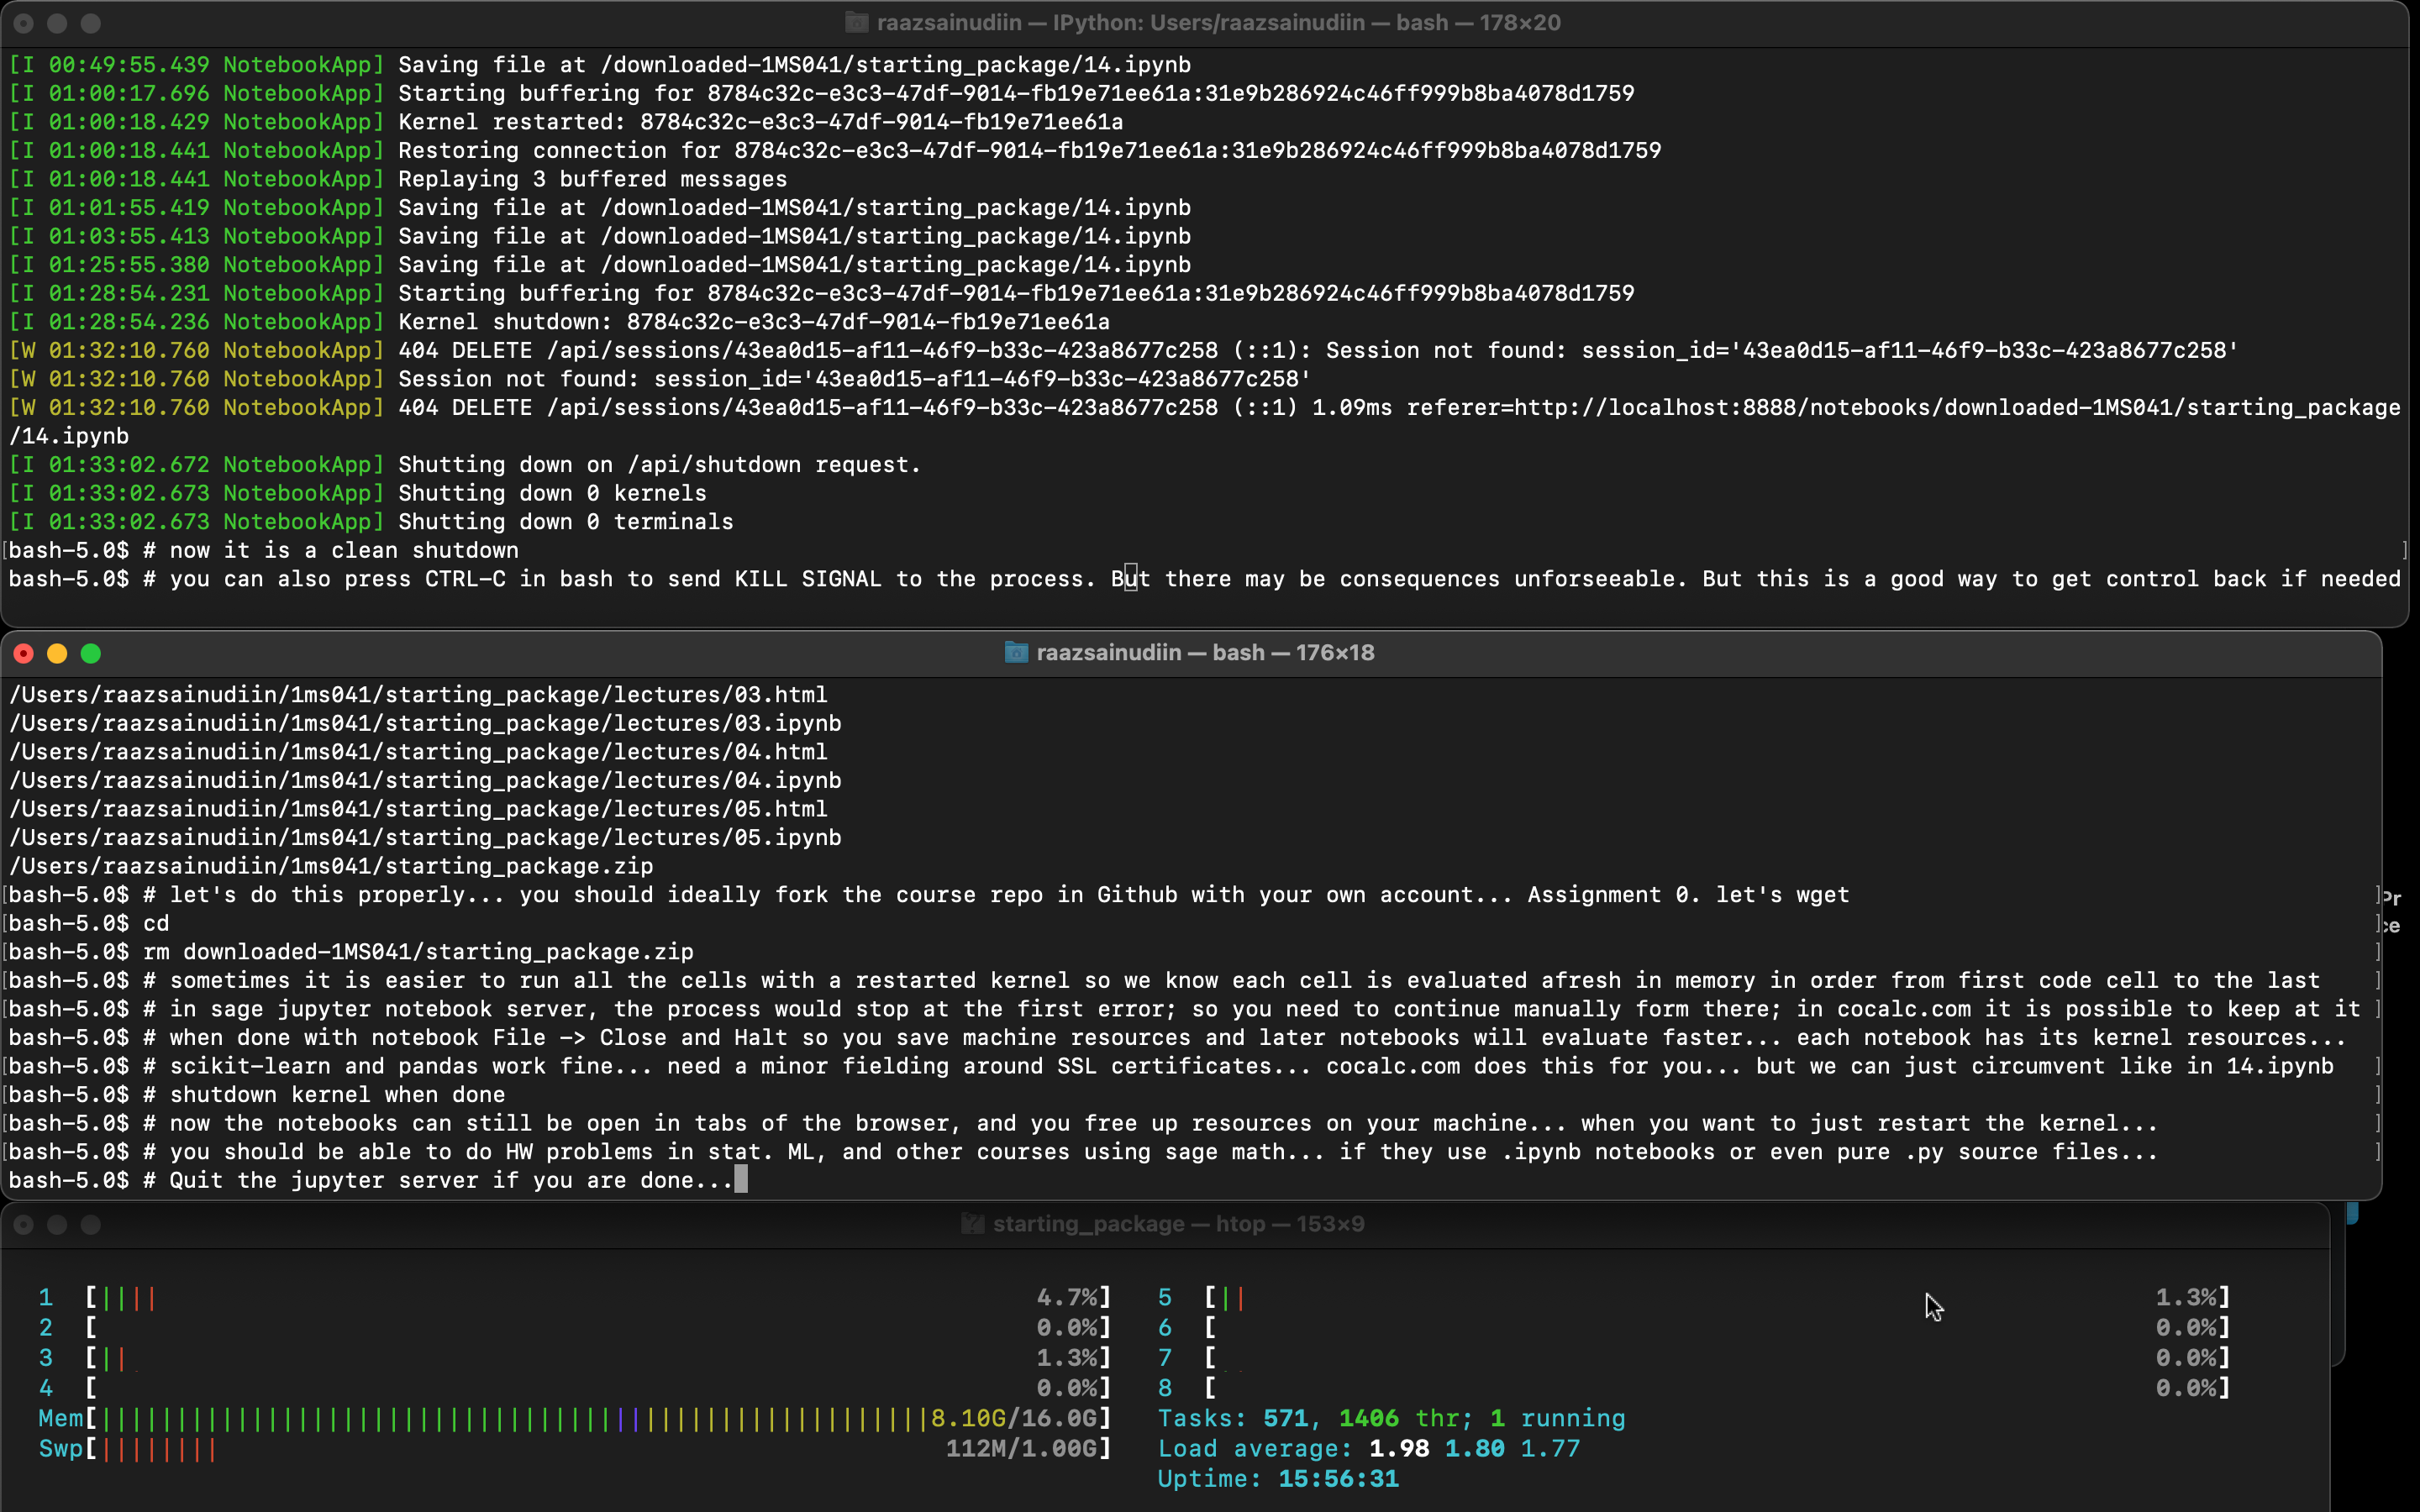 raazsainudiin — IPython: Users/raazsainudiin — bash — 178×20
[I 00:49:55.439 NotebookApp] Saving file at /downloaded-1MS041/starting_package/14.ipynb
[I 01:00:17.696 NotebookApp] Starting buffering for 8784c32c-e3c3-47df-9014-fb19e71ee61a:31e9b286924c46ff999b8ba4078d1759
[I 01:00:18.429 NotebookApp] Kernel restarted: 8784c32c-e3c3-47df-9014-fb19e71ee61a
[I 01:00:18.441 NotebookApp] Restoring connection for 8784c32c-e3c3-47df-9014-fb19e71ee61a:31e9b286924c46ff999b8ba4078d1759
[I 01:00:18.441 NotebookApp] Replaying 3 buffered messages
[I 01:01:55.419 NotebookApp] Saving file at /downloaded-1MS041/starting_package/14.ipynb
[I 01:03:55.413 NotebookApp] Saving file at /downloaded-1MS041/starting_package/14.ipynb
[I 01:25:55.380 NotebookApp] Saving file at /downloaded-1MS041/starting_package/14.ipynb
[I 01:28:54.231 NotebookApp] Starting buffering for 8784c32c-e3c3-47df-9014-fb19e71ee61a:31e9b286924c46ff999b8ba4078d1759
[I 01:28:54.236 NotebookApp] Kernel shutdown: 8784c32c-e3c3-47df-9014-fb19e71ee61a
[W 01:32:10.760 NotebookApp] 404 DELETE /api/sessions/43ea0d15-af11-46f9-b33c-423a8677c258 (::1): Session not found: session_id='43ea0d15-af11-46f9-b33c-423a8677c258'
[W 01:32:10.760 NotebookApp] Session not found: session_id='43ea0d15-af11-46f9-b33c-423a8677c258'
[W 01:32:10.760 NotebookApp] 404 DELETE /api/sessions/43ea0d15-af11-46f9-b33c-423a8677c258 (::1) 1.09ms referer=http://localhost:8888/notebooks/downloaded-1MS041/starting_package
/14.ipynb
[I 01:33:02.672 NotebookApp] Shutting down on /api/shutdown request.
[I 01:33:02.673 NotebookApp] Shutting down 0 kernels
[I 01:33:02.673 NotebookApp] Shutting down 0 terminals
[bash-5.0$ # now it is a clean shutdown ]
bash-5.0$ # you can also press CTRL-C in bash to send KILL SIGNAL to the process. But there may be consequences unforseeable. But this is a good way to get control back if needed
raazsainudiin — bash — 176×18
/Users/raazsainudiin/1ms041/starting_package/lectures/03.html
/Users/raazsainudiin/1ms041/starting_package/lectures/03.ipynb
/Users/raazsainudiin/1ms041/starting_package/lectures/04.html
/Users/raazsainudiin/1ms041/starting_package/lectures/04.ipynb
/Users/raazsainudiin/1ms041/starting_package/lectures/05.html
/Users/raazsainudiin/1ms041/starting_package/lectures/05.ipynb
/Users/raazsainudiin/1ms041/starting_package.zip
[bash-5.0$ # let's do this properly... you should ideally fork the course repo in Github with your own account... Assignment 0. let's wget ]
[bash-5.0$ cd ]
[bash-5.0$ rm downloaded-1MS041/starting_package.zip ]
[bash-5.0$ # sometimes it is easier to run all the cells with a restarted kernel so we know each cell is evaluated afresh in memory in order from first code cell to the last ]
[bash-5.0$ # in sage jupyter notebook server, the process would stop at the first error; so you need to continue manually form there; in cocalc.com it is possible to keep at it ]
bash-5.0$ # when done with notebook File -> Close and Halt so you save machine resources and later notebooks will evaluate faster... each notebook has its kernel resources...
[bash-5.0$ # scikit-learn and pandas work fine... need a minor fielding around SSL certificates... cocalc.com does this for you... but we can just circumvent like in 14.ipynb ]
[bash-5.0$ # shutdown kernel when done ]
[bash-5.0$ # now the notebooks can still be open in tabs of the browser, and you free up resources on your machine... when you want to just restart the kernel... ]
[bash-5.0$ # you should be able to do HW problems in stat. ML, and other courses using sage math... if they use .ipynb notebooks or even pure .py source files... ]
bash-5.0$ # Quit the jupyter server if you are done...
Pr
ce
starting_package — htop — 153×9
1 [|||| 4.7%] 5 [|| 1.3%]
2 [ 0.0%] 6 [ 0.0%]
3 [|| 1.3%] 7 [ 0.0%]
4 [ 0.0%] 8 [ 0.0%]
Mem[|||||||||||||||||||||||||||||||||||||||||||||||||||||||8.10G/16.0G] Tasks: 571, 1406 thr; 1 running
Swp[|||||||| 112M/1.00G] Load average: 1.98 1.80 1.77
Uptime: 15:56:31